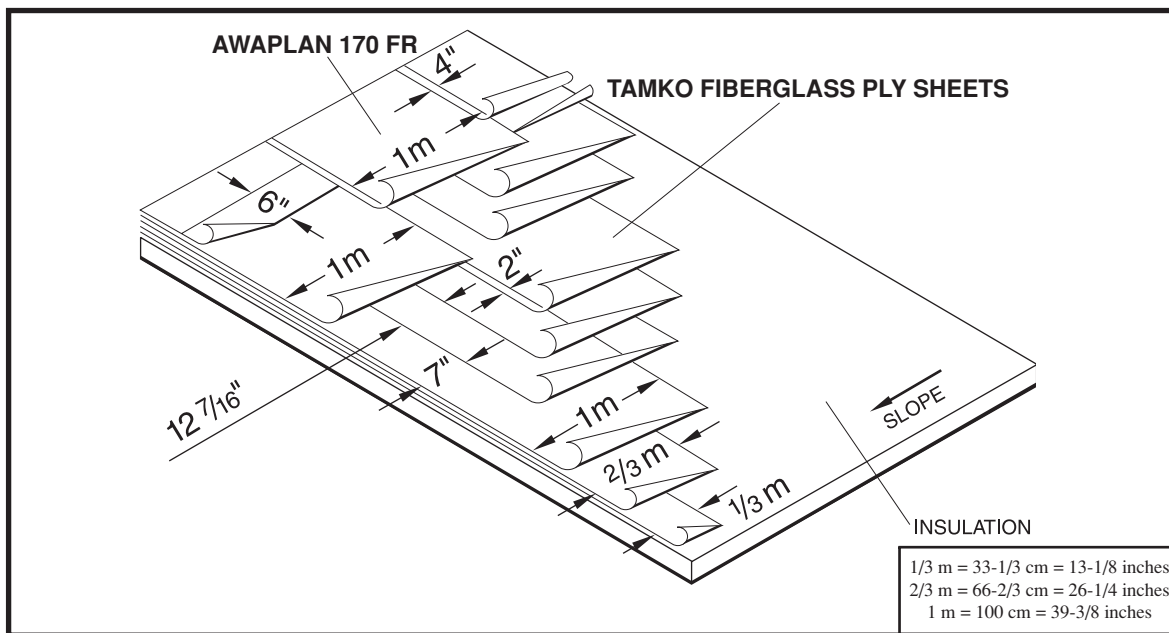 AWAPLAN 170 FR
4"
TAMKO FIBERGLASS PLY SHEETS
1m
6"
1m
2"
12 7/16"
7"
1m
2/3 m
1/3 m
SLOPE
INSULATION
1/3 m = 33-1/3 cm = 13-1/8 inches
2/3 m = 66-2/3 cm = 26-1/4 inches
1 m = 100 cm = 39-3/8 inches